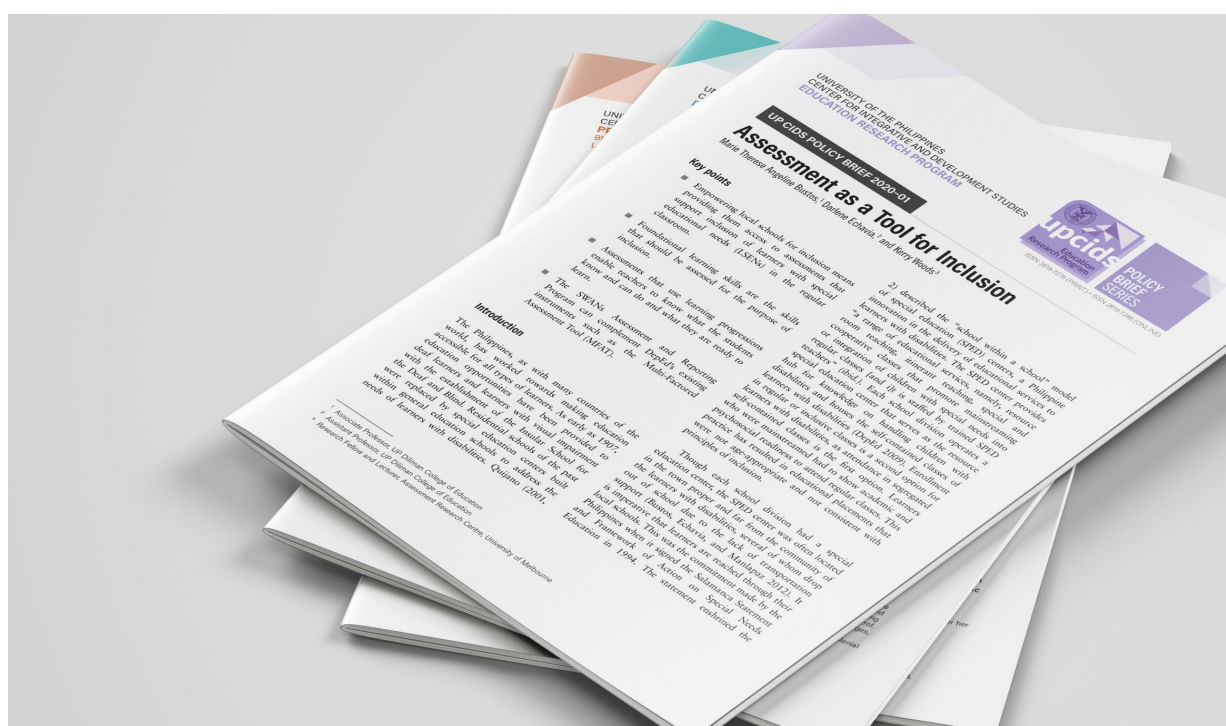 UNIVERSITY OF THE PHILIPPINES
CENTER FOR INTEGRATIVE AND DEVELOPMENT STUDIES
EDUCATION RESEARCH PROGRAM
UP CIDS POLICY BRIEF 2020–01
Assessment as a Tool for Inclusion
Marie Therese Angeline Bustos,¹ Darlene Echavia,² and Kerry Woods³
upcids
Education
Research Program
POLICY
BRIEF
SERIES
ISSN 2619-7278 (PRINT) • ISSN 2619-7286 (ONLINE)
Key points
■ Empowering local schools for inclusion means
providing them access to assessments that
support inclusion of learners with special
educational needs (LSENs) in the regular
classroom.
■ Foundational learning skills are the skills
that should be assessed for the purpose of
inclusion.
■ Assessments that use learning progressions
enable teachers to know what the students
know and can do and what they are ready to
learn
■ The SWANs Assessment and Reporting
Program can complement DepEd's existing
instruments such as the Multi-Factored
Assessment Tool (MFAT).
Introduction
The Philippines, as with many countries of the
world, has worked towards making education
accessible for all types of learners. As early as 1907,
education opportunities have been provided to
deaf learners and learners with visual impairment
with the establishment of the Insular School for
the Deaf and Blind. Residential schools of the past
were replaced by special education centers built
within general education schools to address the
needs of learners with disabilities. Quijano (2001,
2) described the "school within a school" model
of special education (SPED) centers, a Philippine
innovation in the delivery of educational services to
learners with disabilities. The SPED center provides
"a range of educational services, namely, resource
room teaching, itinerant teaching, special and
cooperative classes that promote mainstreaming
or integration of children with special needs into
regular classes [and i]t is staffed by trained SPED
teachers" (ibid.). Each school division operates a
special education center that serves as the resource
hub for knowledge on handling children with
disabilities and houses the self-contained classes of
learners with disabilities (DepEd 2009). Enrollment
in regular or inclusive classes is a second option for
learners with disabilities, as attendance in segregated
self-contained classes is the first option. Learners
who were mainstreamed had to show academic and
psychosocial readiness to attend regular classes. This
practice has resulted in educational placements that
were not age-appropriate and not consistent with
principles of inclusion.
Though each school division had a special
education center, the SPED center was often located
in the town proper and far from the community of
the learners with disabilities, several of whom drop
out of school due to the lack of transportation
support (Bustos, Echavia, and Manlapaz 2012). It
is imperative that learners are reached through their
local schools. This was the commitment made by the
Philippines when it signed the Salamanca Statement
and Framework of Action on Special Needs
Education in 1994. The statement enshrined the
¹ Associate Professor, UP Diliman College of Education
² Assistant Professor, UP Diliman College of Education
³ Research Fellow and Lecturer, Assessment Research Centre, University of Melbourne